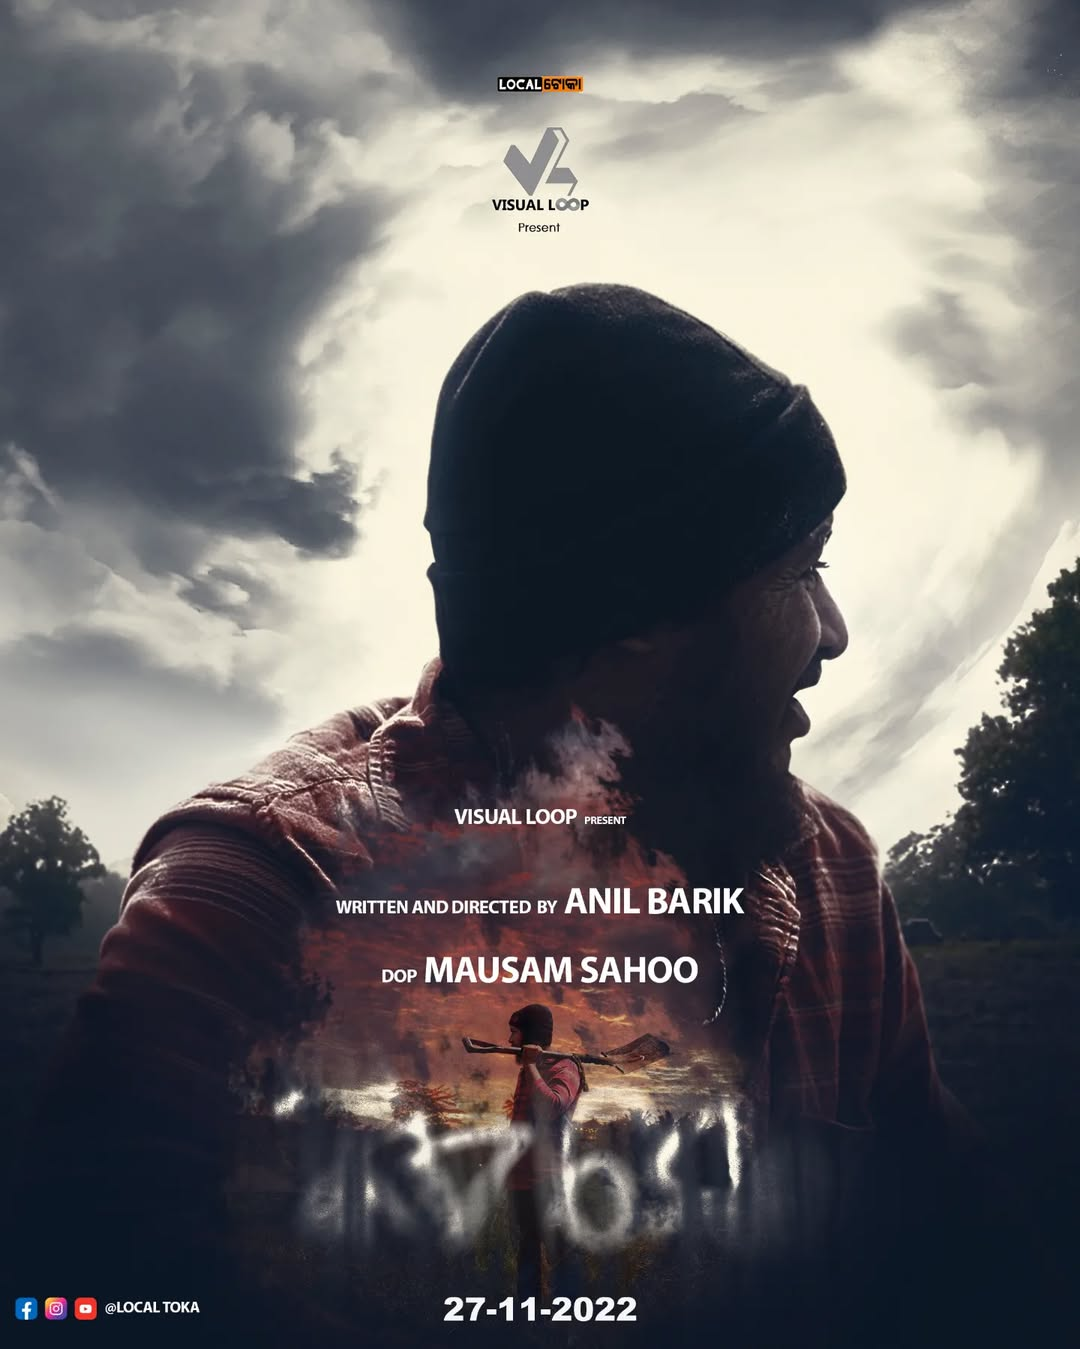 LOCALଟୋକା
VISUAL LOOP
Present
VISUAL LOOP PRESENT
WRITTEN AND DIRECTED BY ANIL BARIK
DOP MAUSAM SAHOO
@LOCAL TOKA
27-11-2022